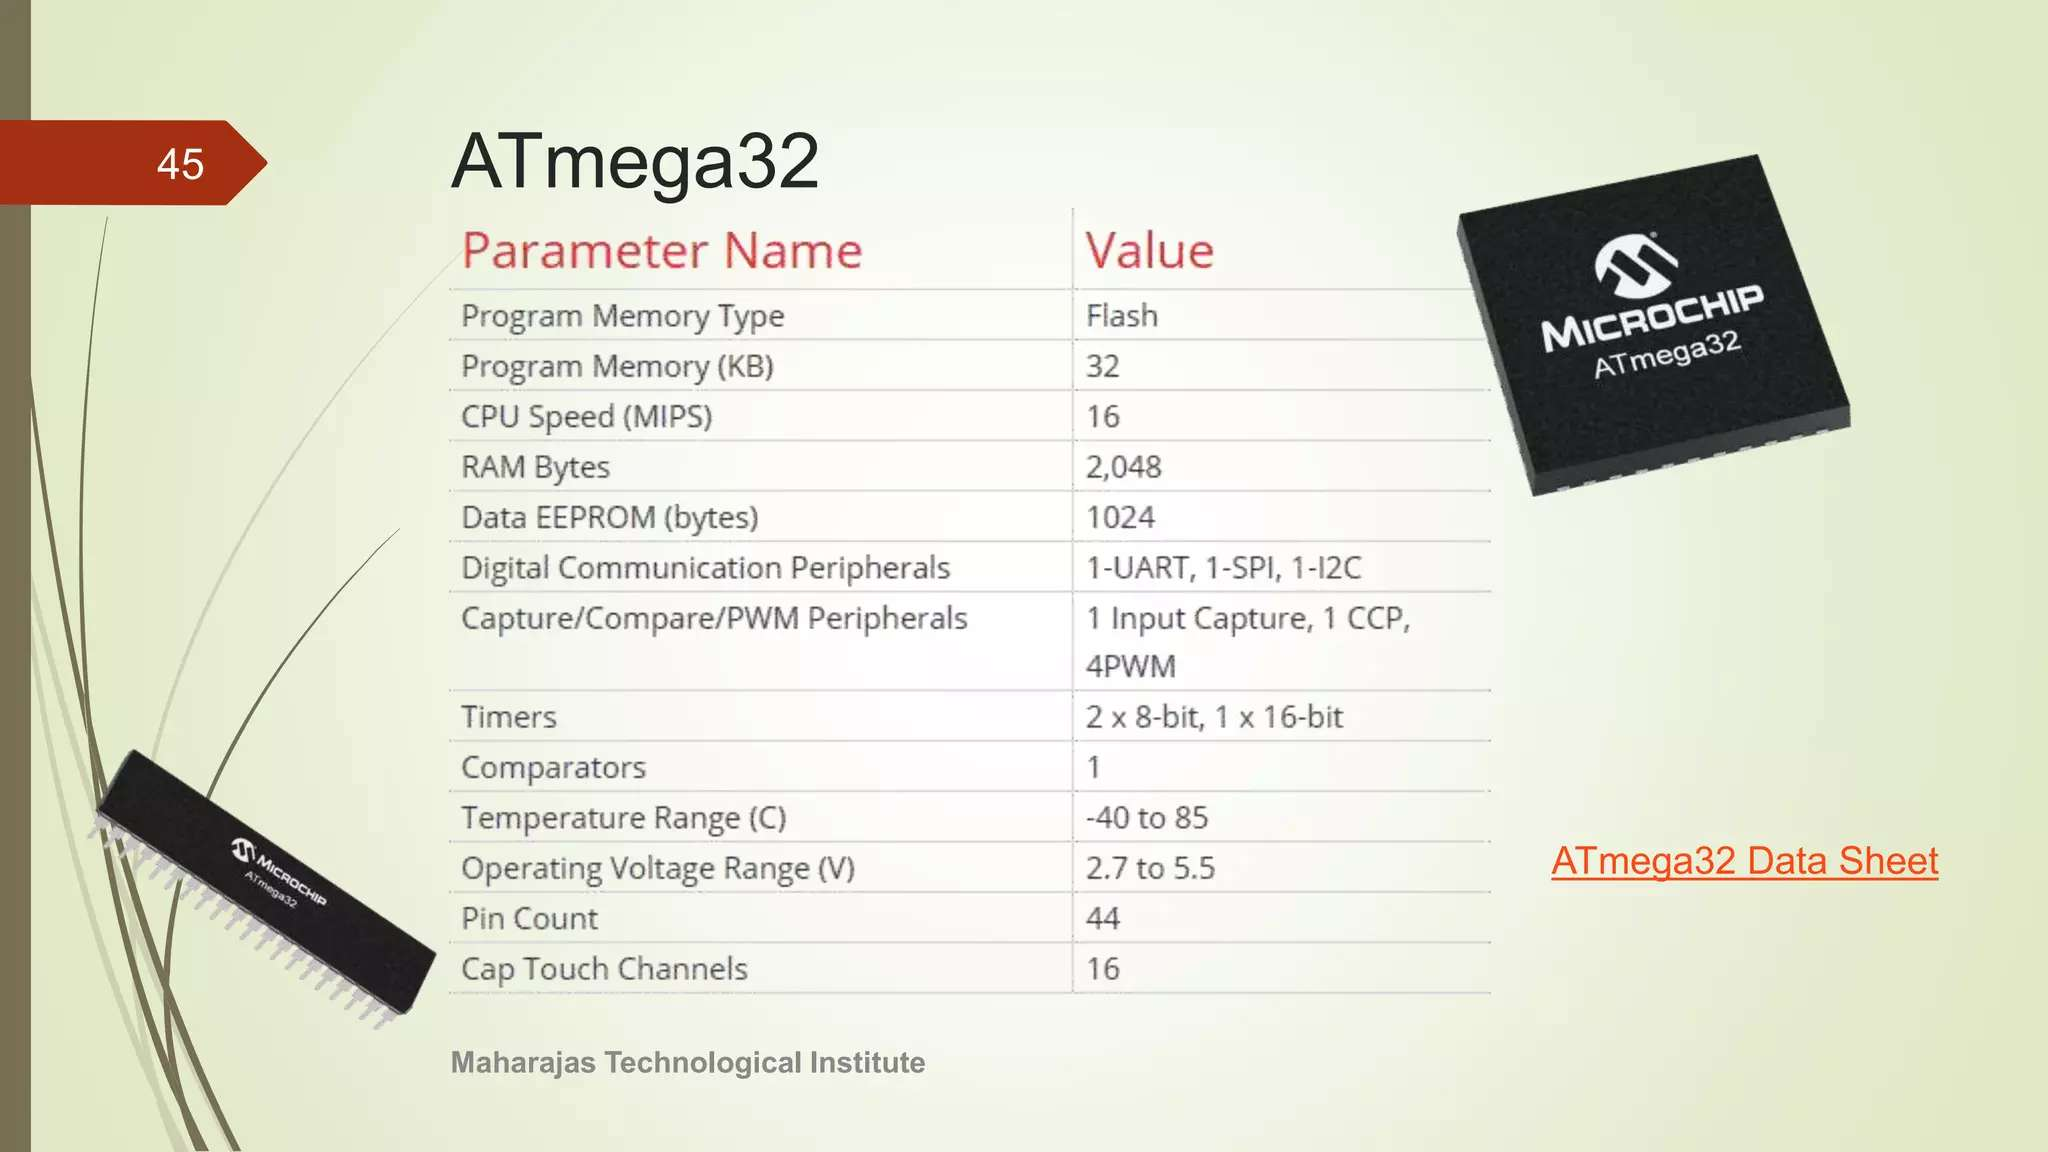 45
ATmega32
Parameter Name Value
Program Memory Type Flash
Program Memory (KB) 32
CPU Speed (MIPS) 16
RAM Bytes 2,048
Data EEPROM (bytes) 1024
Digital Communication Peripherals 1-UART, 1-SPI, 1-I2C
Capture/Compare/PWM Peripherals 1 Input Capture, 1 CCP,
4PWM
Timers 2 x 8-bit, 1 x 16-bit
Comparators 1
Temperature Range (C) -40 to 85
Operating Voltage Range (V) 2.7 to 5.5
Pin Count 44
Cap Touch Channels 16
MICROCHIP
ATmega32
MICROCHIP
ATmega32
ATmega32 Data Sheet
Maharajas Technological Institute